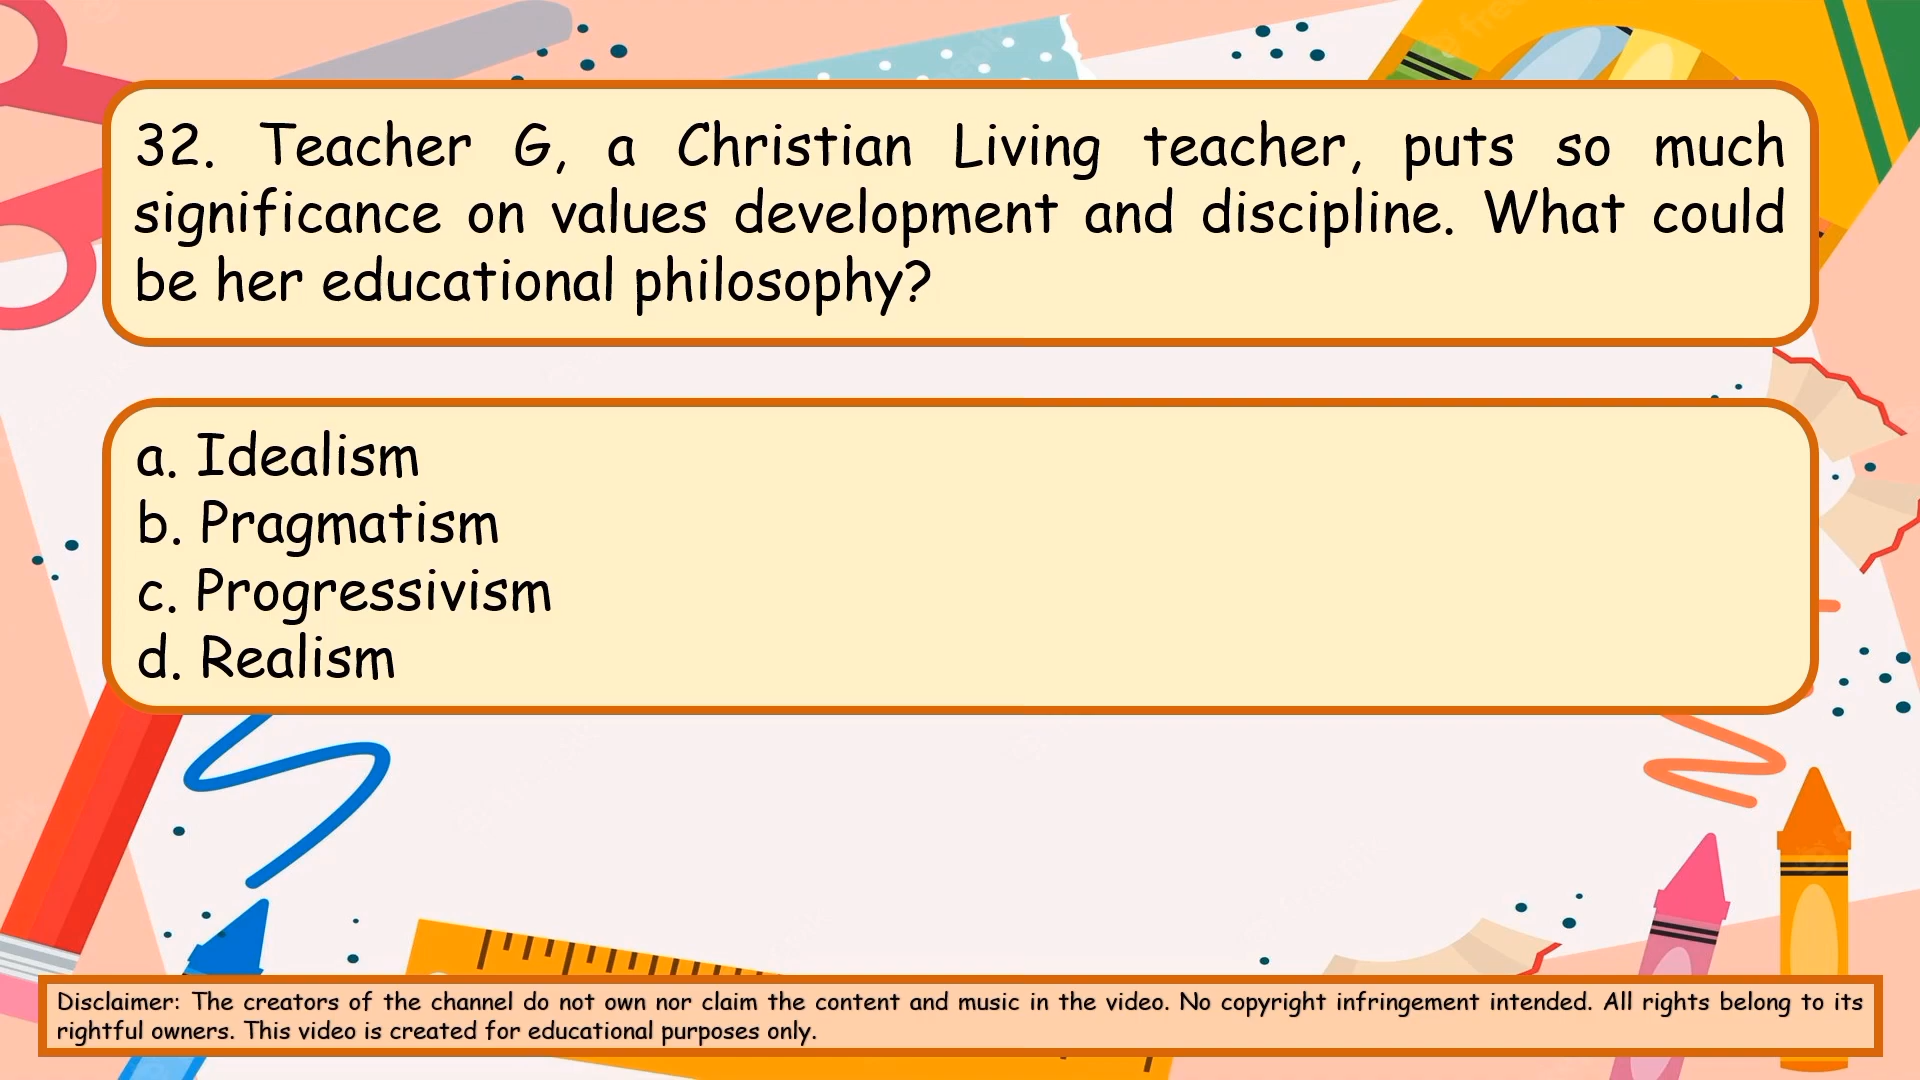 32. Teacher G, a Christian Living teacher, puts so much
significance on values development and discipline. What could
be her educational philosophy?
a. Idealism
b. Pragmatism
c. Progressivism
d. Realism
Disclaimer: The creators of the channel do not own nor claim the content and music in the video. No copyright infringement intended. All rights belong to its
rightful owners. This video is created for educational purposes only.